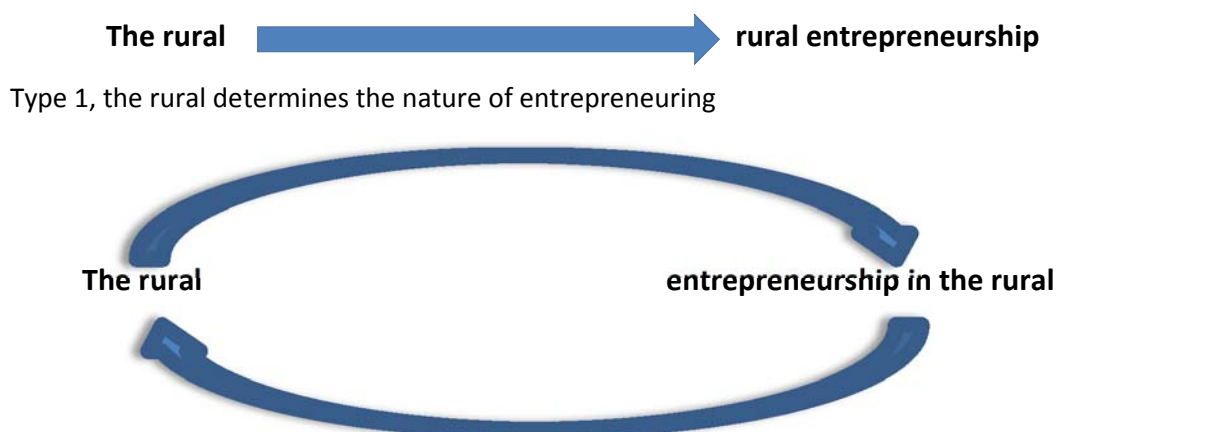 The rural rural entrepreneurship
Type 1, the rural determines the nature of entrepreneuring
The rural entrepreneurship in the rural